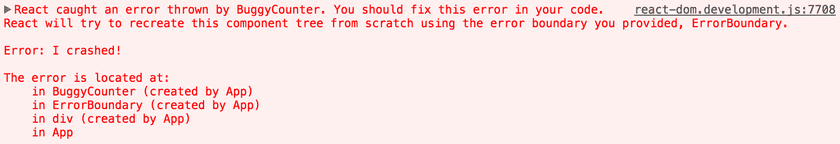 ▶ React caught an error thrown by BuggyCounter. You should fix this error in your code. react-dom.development.js:7708
React will try to recreate this component tree from scratch using the error boundary you provided, ErrorBoundary.
Error: I crashed!
The error is located at:
in BuggyCounter (created by App)
in ErrorBoundary (created by App)
in div (created by App)
in App